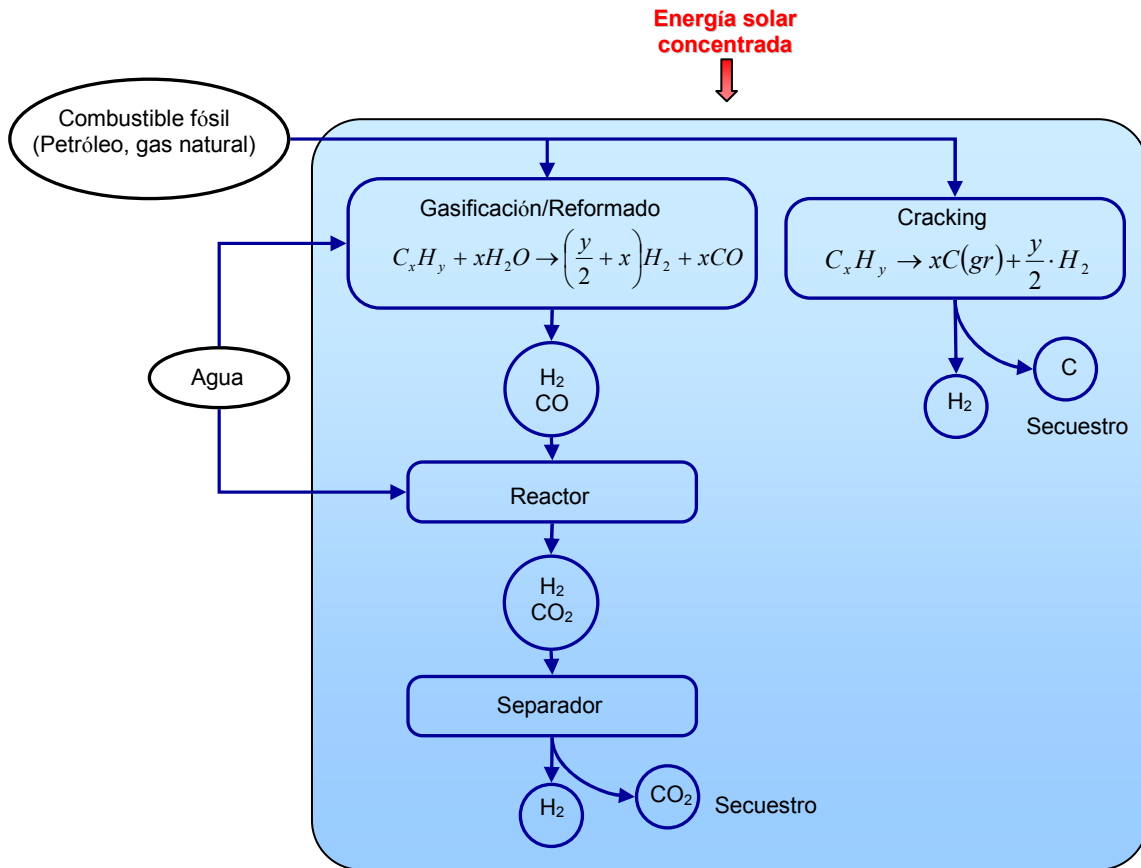 Energía solar
concentrada
Combustible fósil
(Petróleo, gas natural)
Gasificación/Reformado
C_xH_y + xH_2O → (y/2 + x)H_2 + xCO
Cracking
C_xH_y → xC(gr) + y/2 · H_2
Agua
H₂
CO
C
H₂
Secuestro
Reactor
H₂
CO₂
Separador
H₂
CO₂
Secuestro